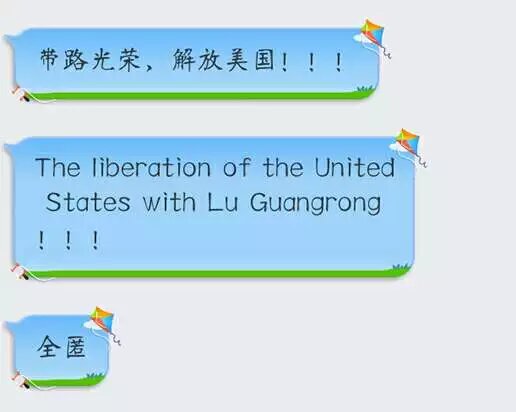 带路光荣，解放美国！！！
The liberation of the United
States with Lu Guangrong
！！！
全匿